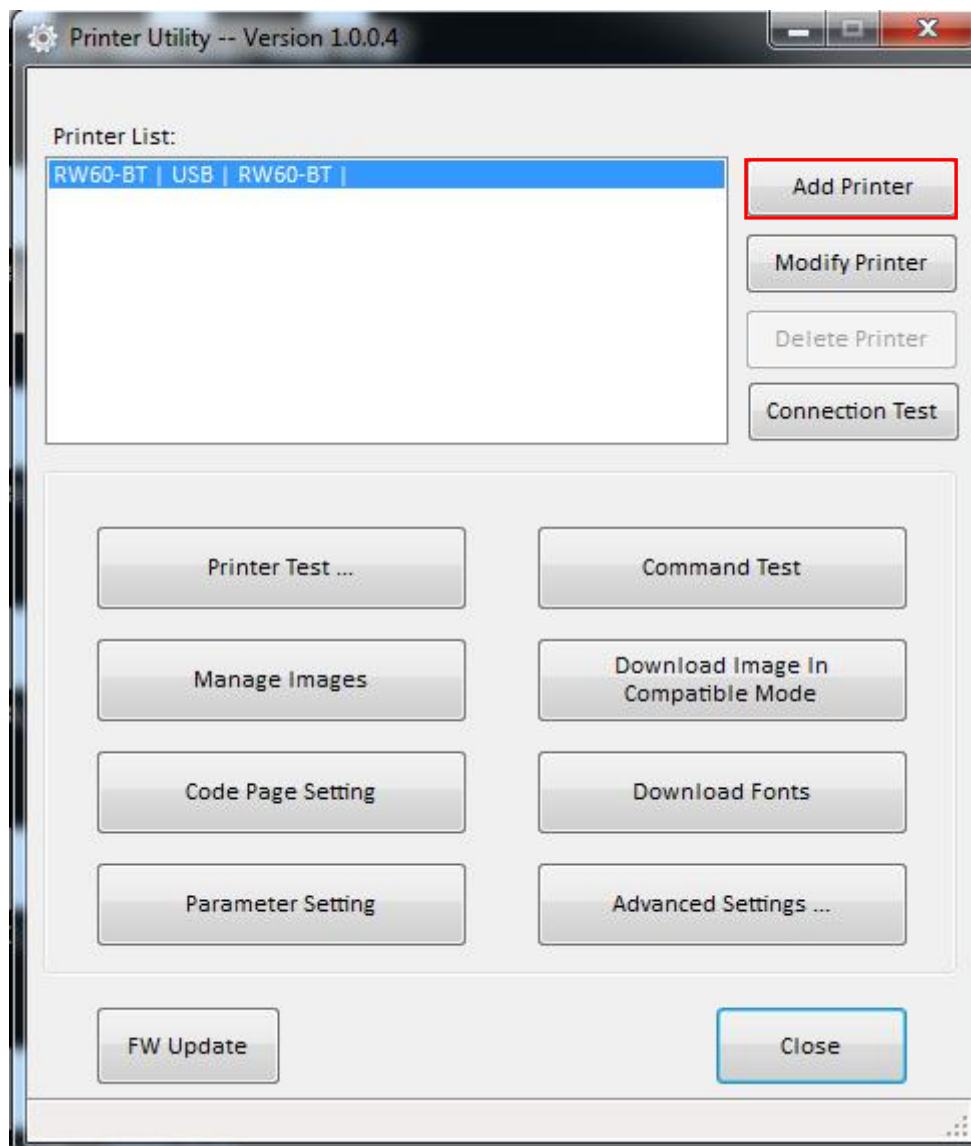 Printer Utility -- Version 1.0.0.4
Printer List:
RW60-BT | USB | RW60-BT |
Add Printer
Modify Printer
Delete Printer
Connection Test
Printer Test ...
Command Test
Manage Images
Download Image In
Compatible Mode
Code Page Setting
Download Fonts
Parameter Setting
Advanced Settings ...
FW Update
Close